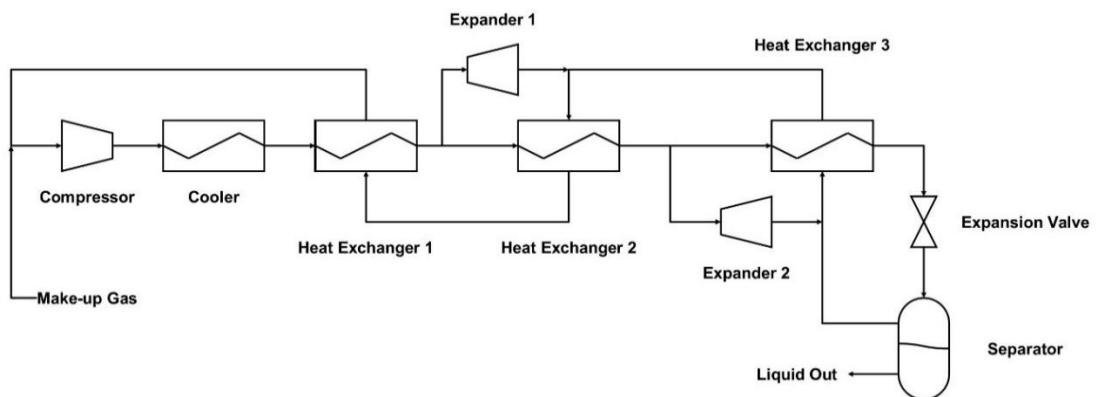 Expander 1
Heat Exchanger 3
Compressor
Cooler
Expansion Valve
Heat Exchanger 1
Heat Exchanger 2
Expander 2
Make-up Gas
Separator
Liquid Out